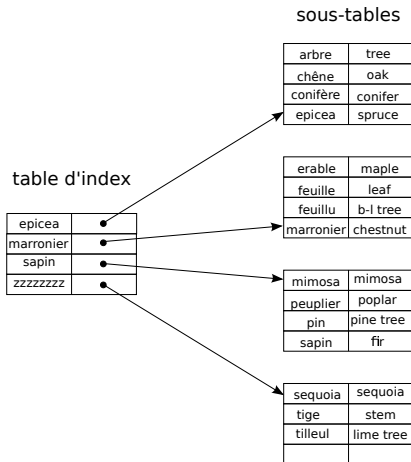 sous-tables
arbre tree
chêne oak
conifère conifer
epicea spruce
erable maple
feuille leaf
feuillu b-l tree
marronier chestnut
table d'index
epicea
marronier
sapin
zzzzzzzz
mimosa mimosa
peuplier poplar
pin pine tree
sapin fir
sequoia sequoia
tige stem
tilleul lime tree